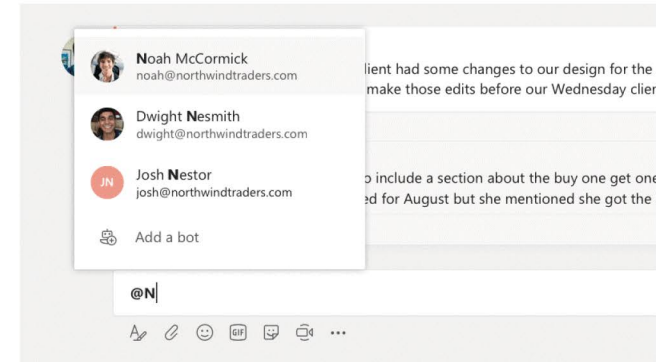 Noah McCormick
noah@northwindtraders.com
lient had some changes to our design for the
make those edits before our Wednesday clien
Dwight Nesmith
dwight@northwindtraders.com
JN
Josh Nestor
josh@northwindtraders.com
o include a section about the buy one get one
ed for August but she mentioned she got the
Add a bot
@N
GIF